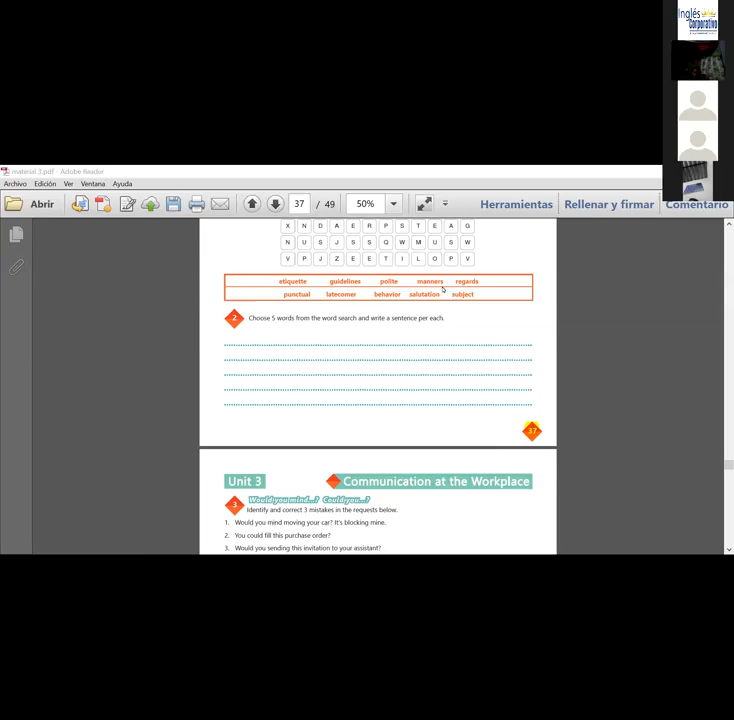 Inglés
Corporativo
material 3.pdf - Adobe Reader
Archivo Edición Ver Ventana Ayuda
Abrir 37 / 49 50% Herramientas Rellenar y firmar Comentario
X N D A E R P S T E A G
N U S J S S Q W M U S W
V P J Z E E T I L O P V
etiquette guidelines polite manners regards
punctual latecomer behavior salutation subject
2 Choose 5 words from the word search and write a sentence per each.
37
Unit 3 Communication at the Workplace
3 Would you mind...? Could you...?
Identify and correct 3 mistakes in the requests below.
1. Would you mind moving your car? It's blocking mine.
2. You could fill this purchase order?
3. Would you sending this invitation to your assistant?